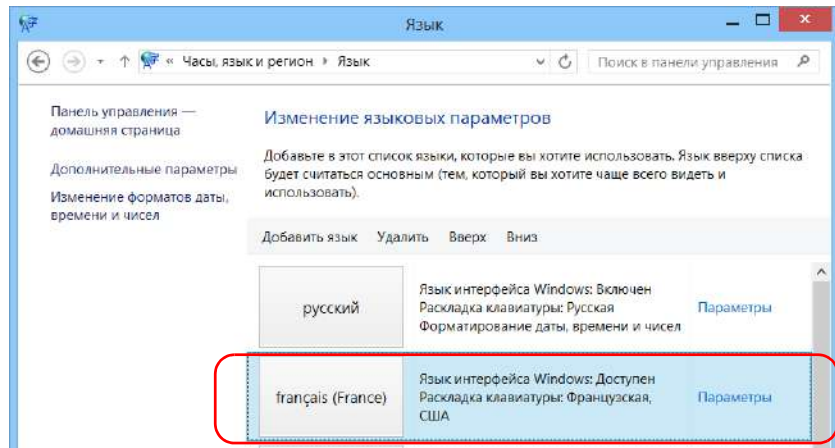 Язык
« Часы, язык и регион ▸ Язык
Поиск в панели управления
Панель управления —
домашняя страница
Дополнительные параметры
Изменение форматов даты,
времени и чисел
Изменение языковых параметров
Добавьте в этот список языки, которые вы хотите использовать. Язык вверху списка
будет считаться основным (тем, который вы хотите чаще всего видеть и
использовать).
Добавить язык Удалить Вверх Вниз
русский
Язык интерфейса Windows: Включен
Раскладка клавиатуры: Русская
Форматирование даты, времени и чисел
Параметры
français (France)
Язык интерфейса Windows: Доступен
Раскладка клавиатуры: Французская,
США
Параметры